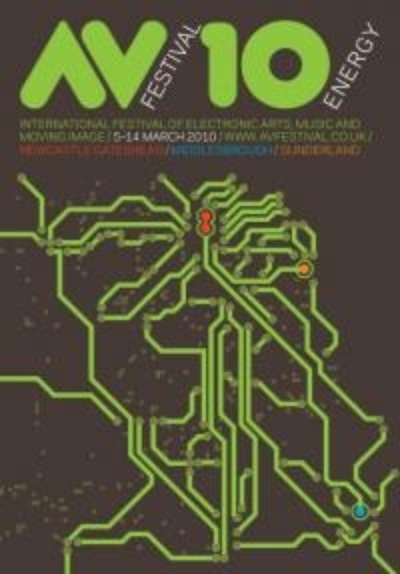 AV FESTIVAL 10 ENERGY
INTERNATIONAL FESTIVAL OF ELECTRONIC ARTS, MUSIC AND
MOVING IMAGE / 5-14 MARCH 2010 / WWW.AVFESTIVAL.CO.UK /
NEWCASTLE GATESHEAD / MIDDLESBROUGH / SUNDERLAND